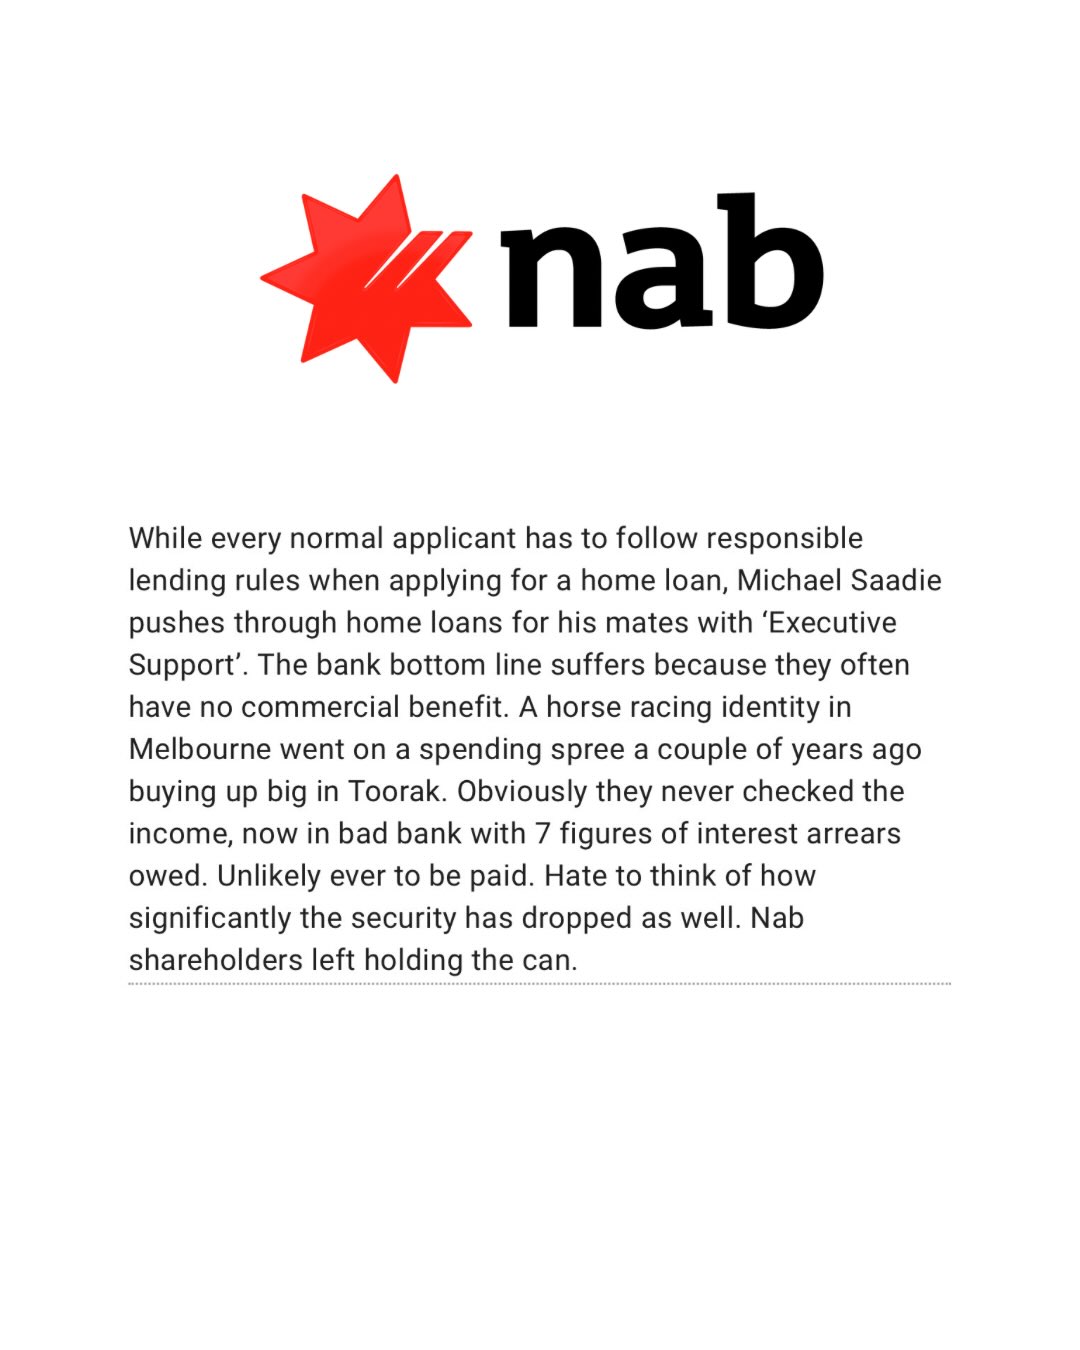 nab
While every normal applicant has to follow responsible
lending rules when applying for a home loan, Michael Saadie
pushes through home loans for his mates with ‘Executive
Support’. The bank bottom line suffers because they often
have no commercial benefit. A horse racing identity in
Melbourne went on a spending spree a couple of years ago
buying up big in Toorak. Obviously they never checked the
income, now in bad bank with 7 figures of interest arrears
owed. Unlikely ever to be paid. Hate to think of how
significantly the security has dropped as well. Nab
shareholders left holding the can.